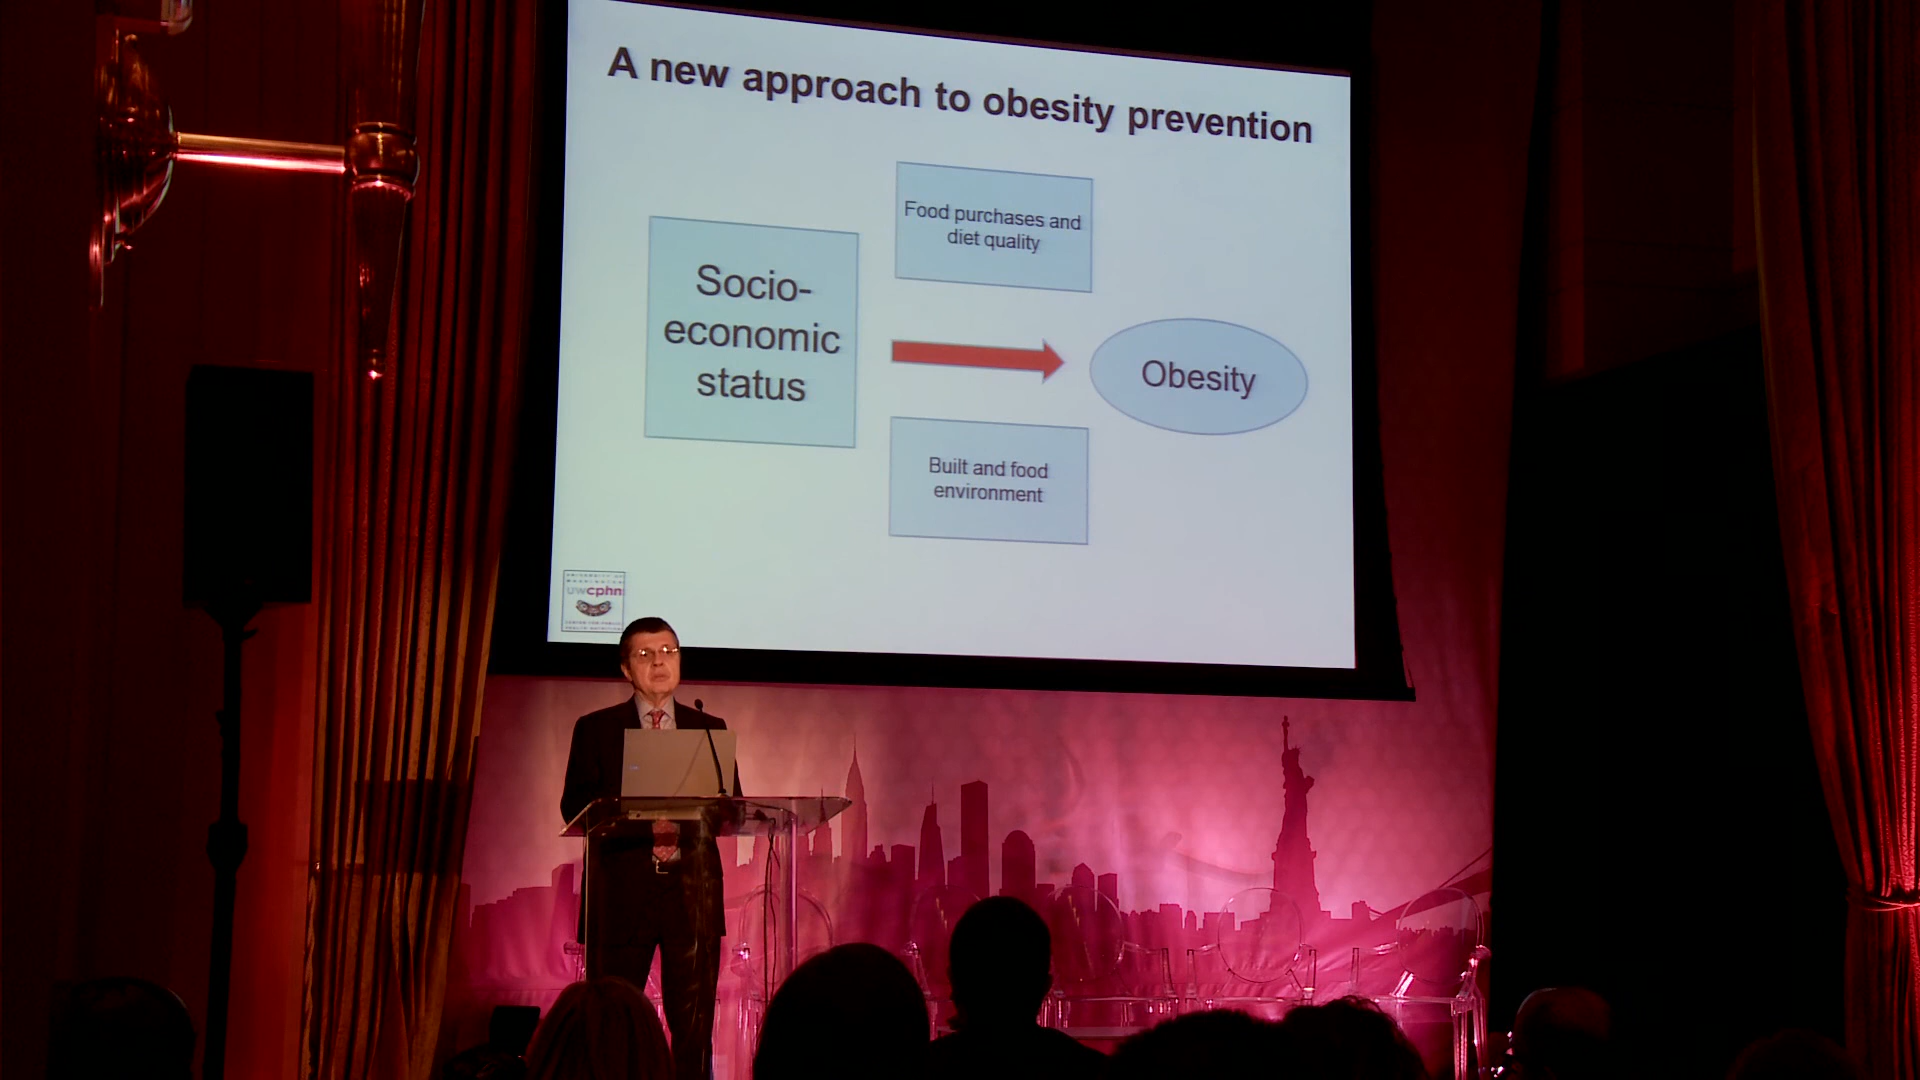 A new approach to obesity prevention
Food purchases and
diet quality
Socio-
economic
status
Obesity
Built and food
environment
uwcphn